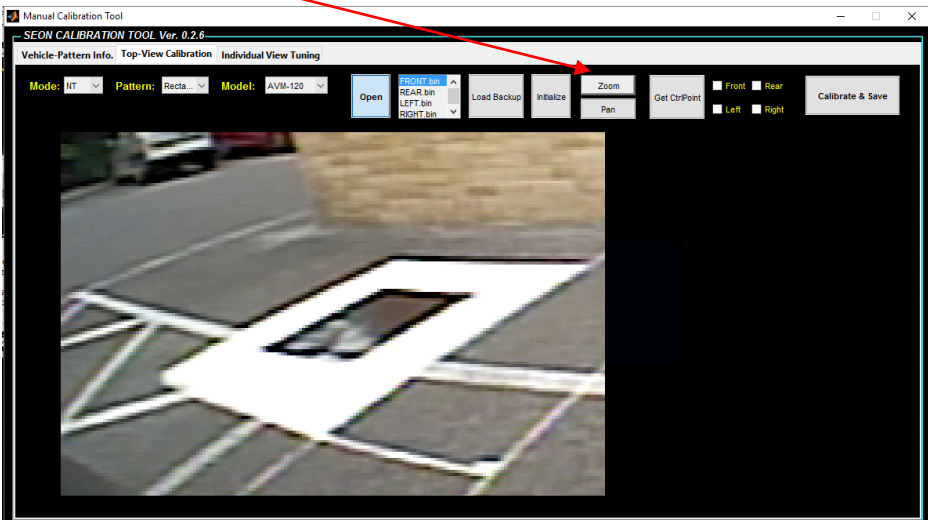 Manual Calibration Tool
SEON CALIBRATION TOOL Ver. 0.2.6
Vehicle-Pattern Info. Top-View Calibration Individual View Tuning
Mode: NT Pattern: Recta... Model: AVM-120
Open
FRONT.bin
REAR.bin
LEFT.bin
RIGHT.bin
Load Backup
Initialize
Zoom
Pan
Get CtrlPoint
Front Rear
Left Right
Calibrate & Save